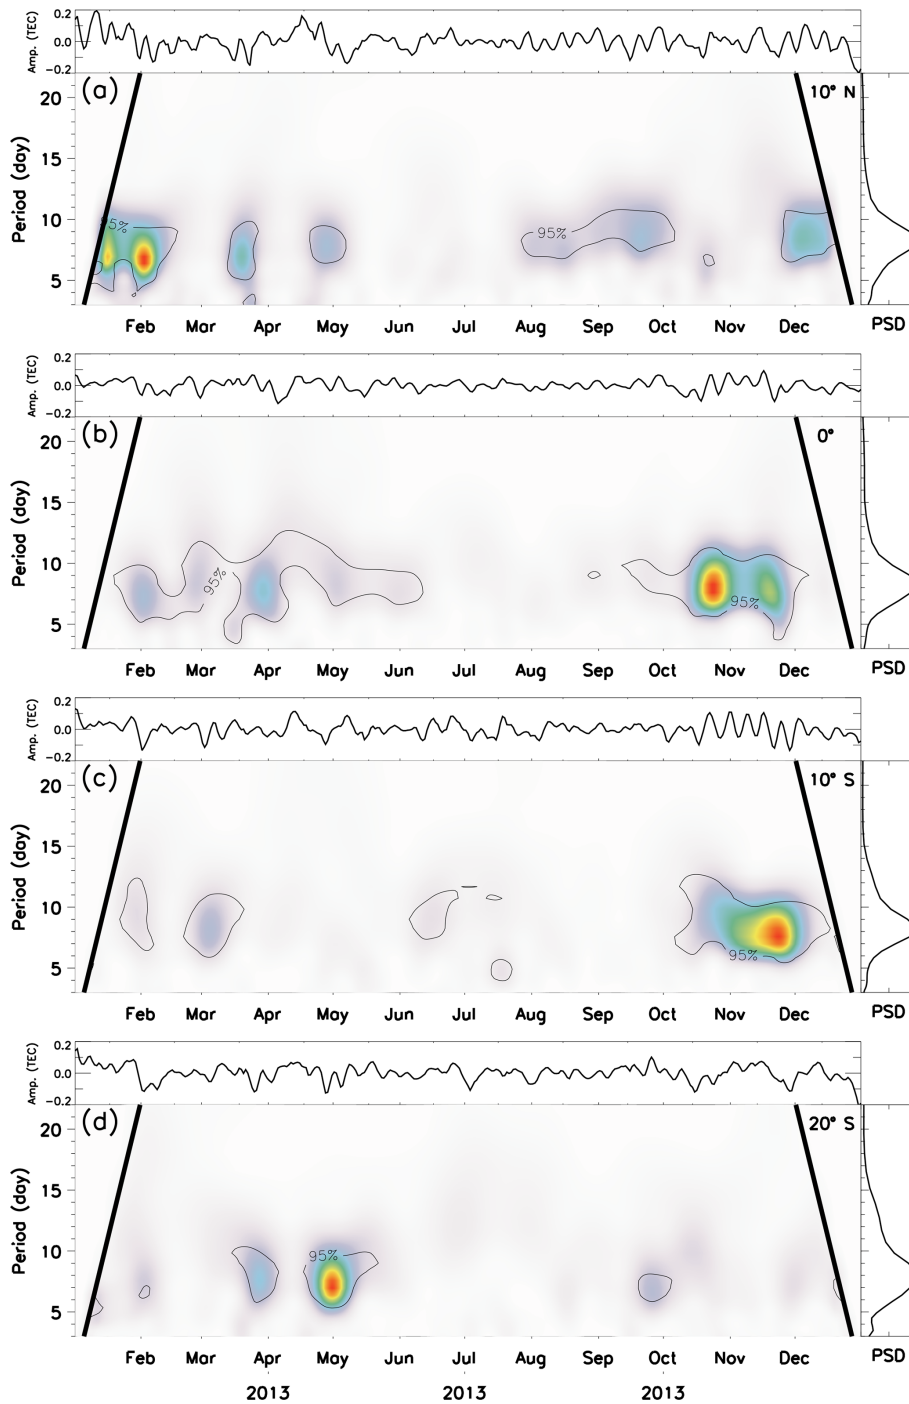 0.2
0.0
−0.2
Amp. (TEC)
(a)
10° N
20
15
10
5
Period (day)
95%
95%
Feb Mar Apr May Jun Jul Aug Sep Oct Nov Dec PSD
0.2
0.0
−0.2
Amp. (TEC)
(b)
0°
20
15
10
5
Period (day)
95%
95%
Feb Mar Apr May Jun Jul Aug Sep Oct Nov Dec PSD
0.2
0.0
−0.2
Amp. (TEC)
(c)
10° S
20
15
10
5
Period (day)
95%
Feb Mar Apr May Jun Jul Aug Sep Oct Nov Dec PSD
0.2
0.0
−0.2
Amp. (TEC)
(d)
20° S
20
15
10
5
Period (day)
95%
Feb Mar Apr May Jun Jul Aug Sep Oct Nov Dec PSD
2013 2013 2013